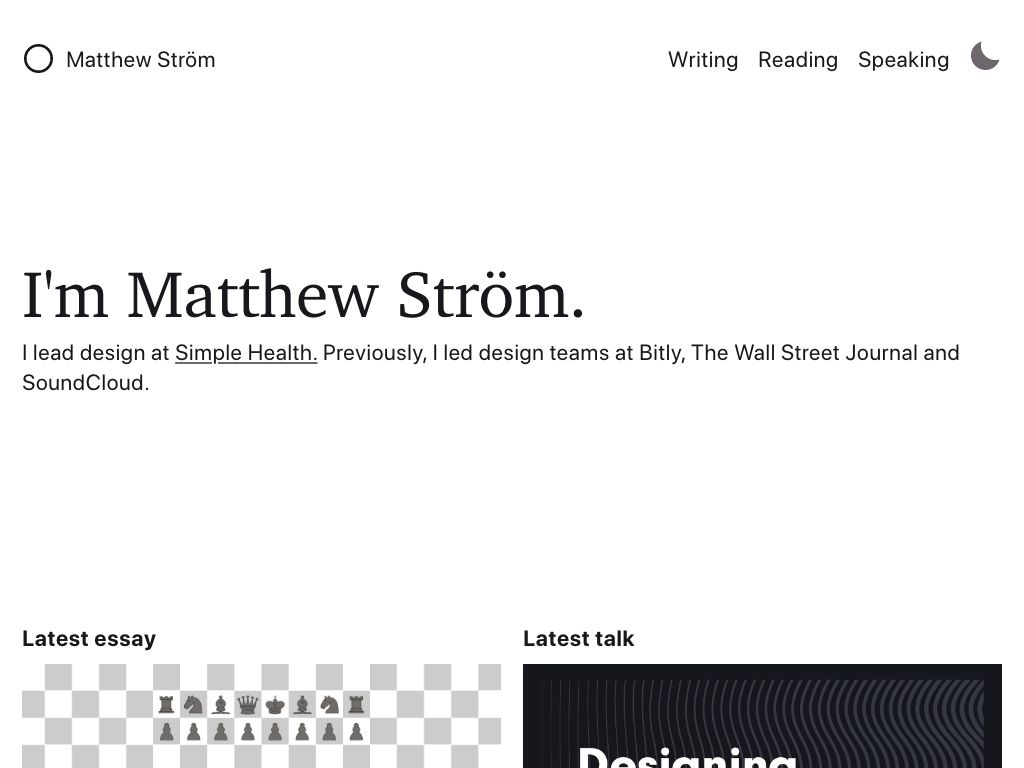 Matthew Ström
Writing Reading Speaking
I'm Matthew Ström.
I lead design at Simple Health. Previously, I led design teams at Bitly, The Wall Street Journal and
SoundCloud.
Latest essay
Latest talk
Designing